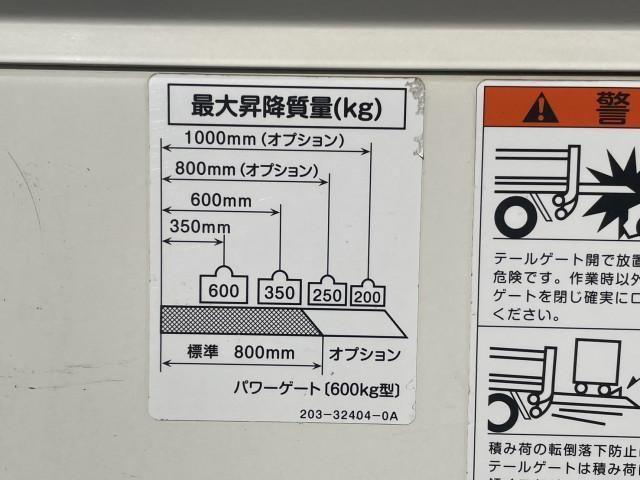 最大昇降質量(kg)
1000mm(オプション)
800mm(オプション)
600mm
350mm
600
350
250
200
標準 800mm
オプション
パワーゲート〔600kg型〕
203-32404-0A
警
テールゲート開で放置
危険です。作業時以外
ゲートを閉じ確実にロ
ください。
積み荷の転倒落下防止
テールゲートは積み荷